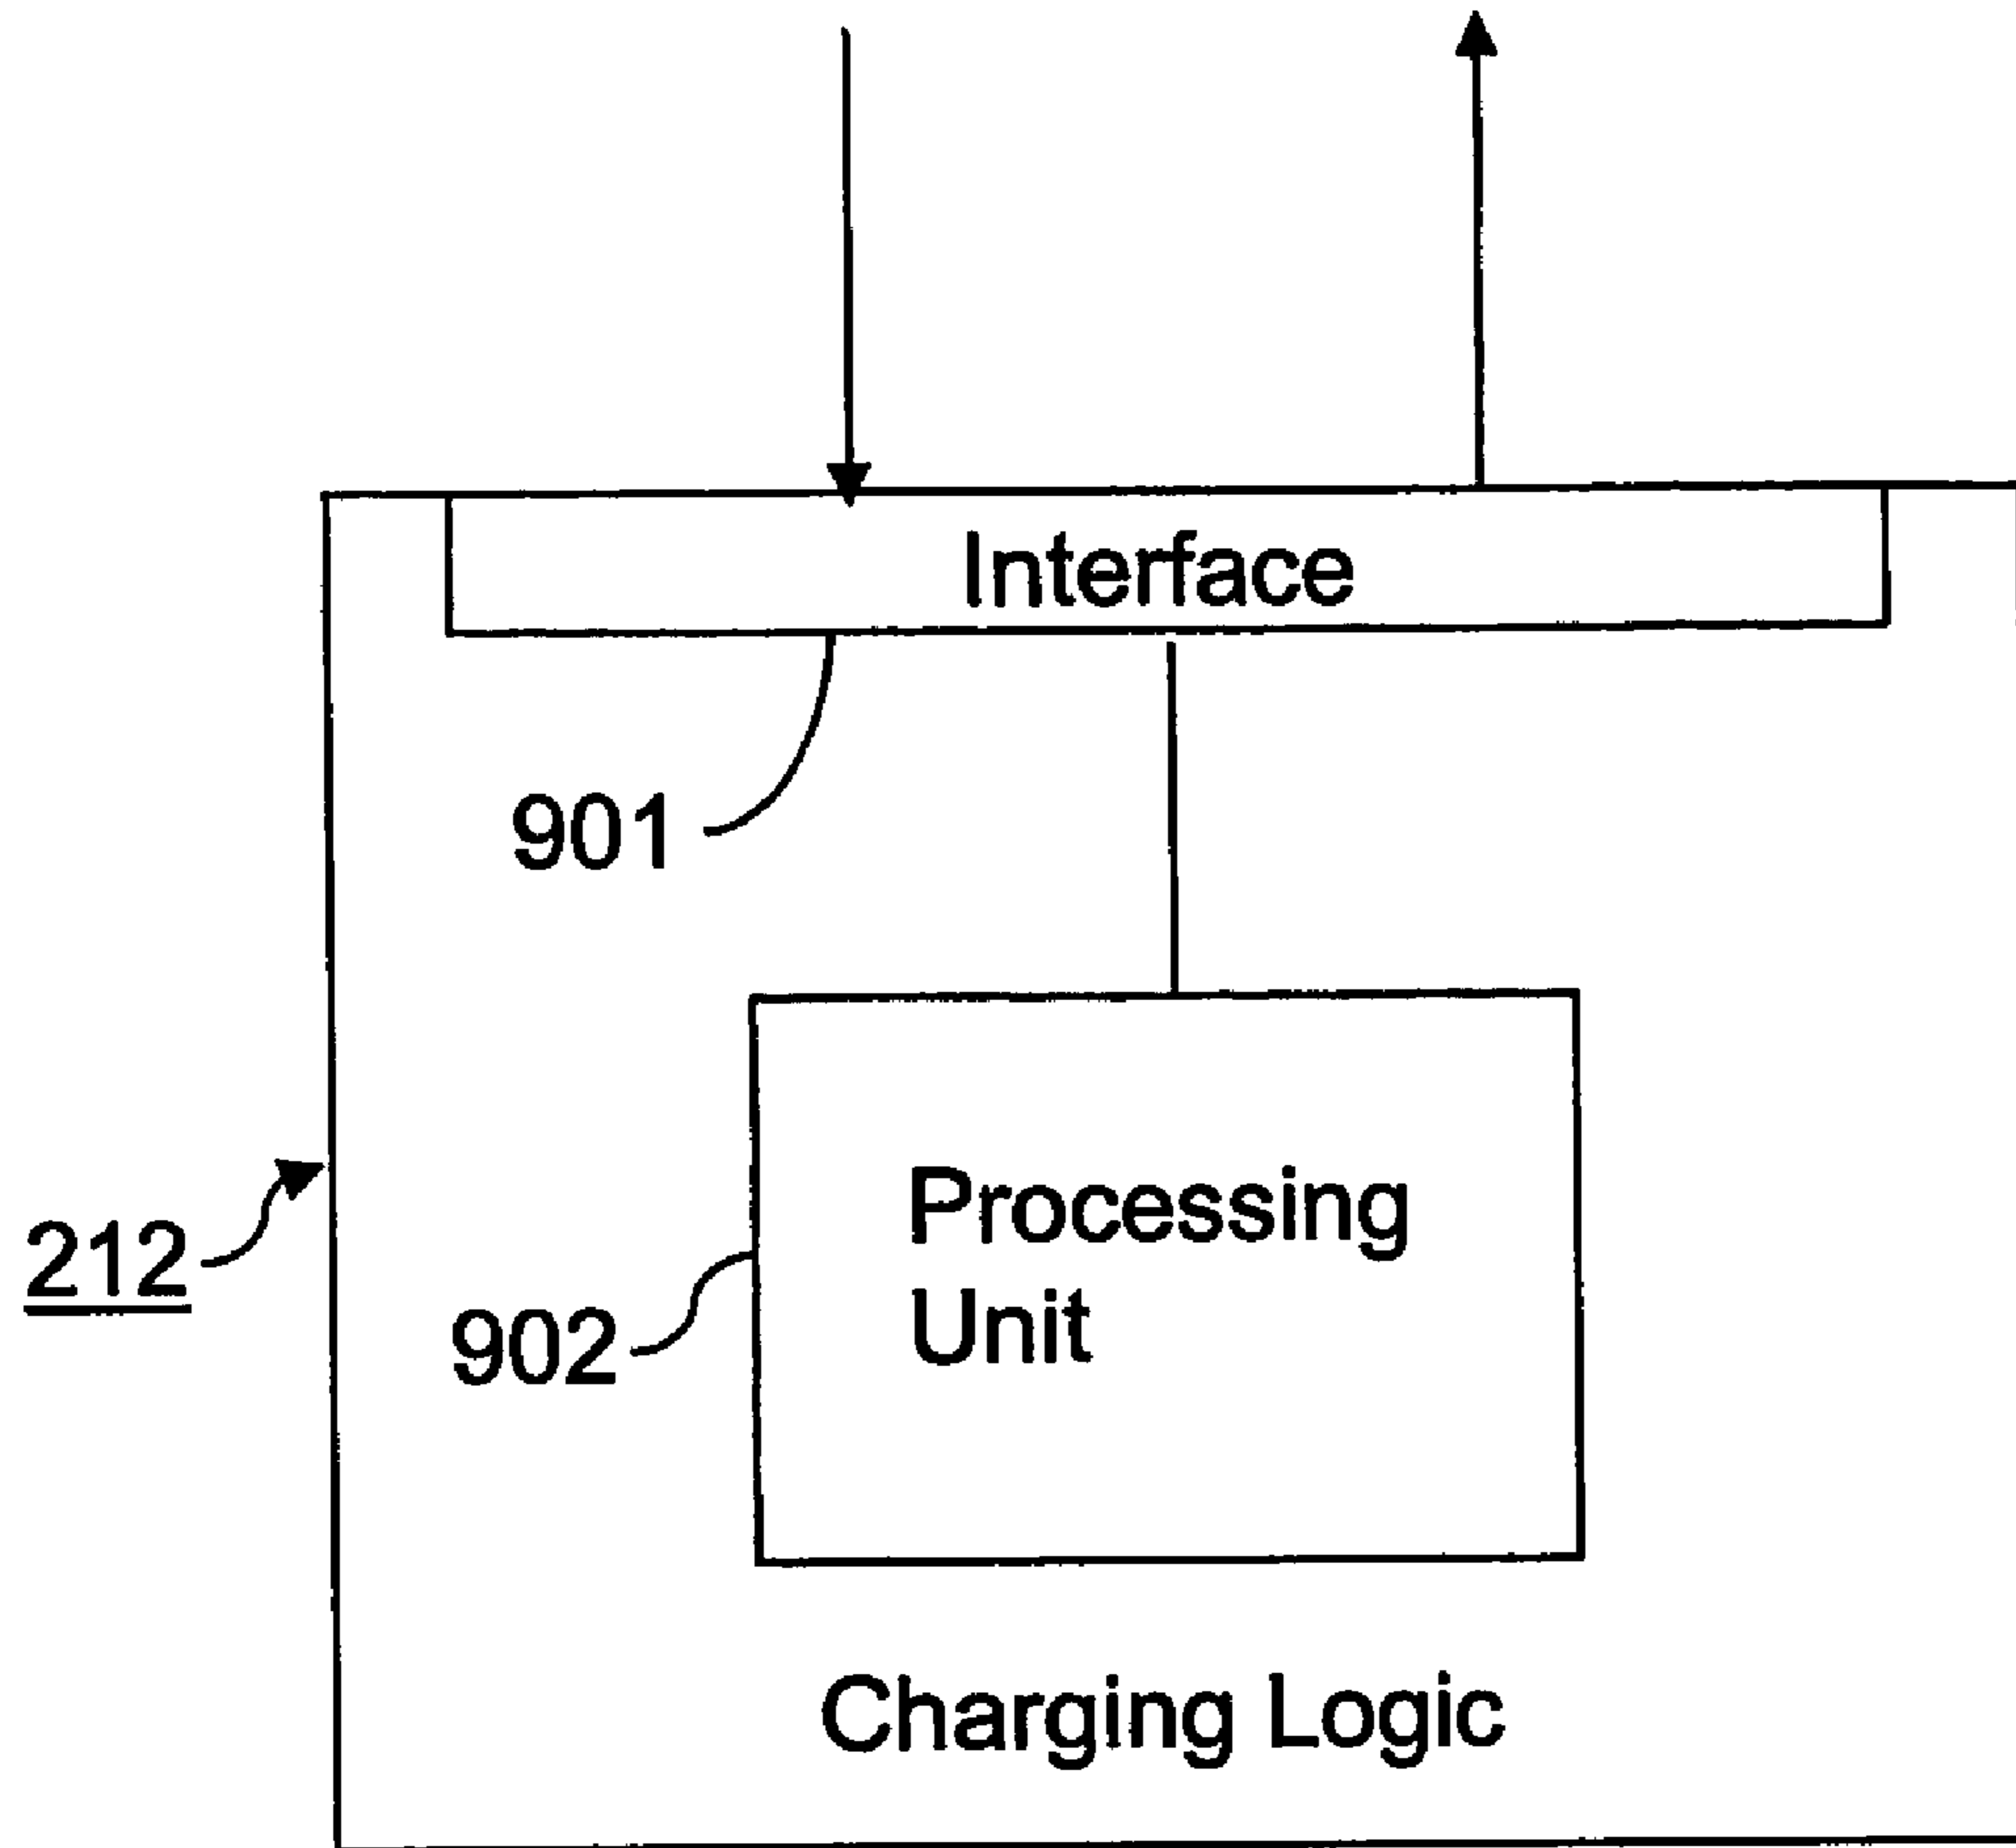 Interface
901
Processing
Unit
212
902
Charging Logic